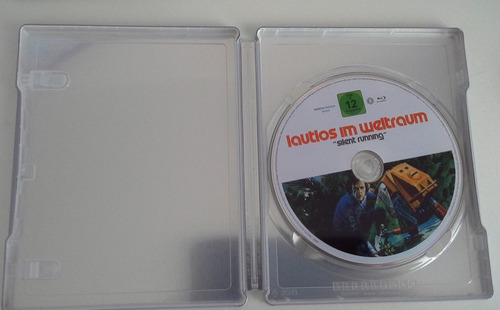 12
lautlos im weltraum
"silent running"